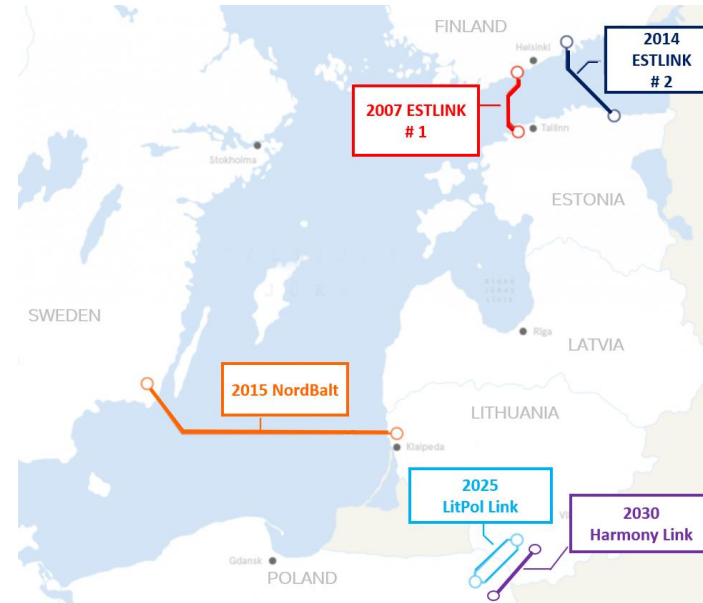 FINLAND
Helsinki
2014
ESTLINK
# 2
2007 ESTLINK
# 1
Tallinn
Stokholma
ESTONIA
SWEDEN
Rīga
LATVIA
2015 NordBalt
LITHUANIA
Klaipeda
2025
LitPol Link
2030
Harmony Link
Gdansk
POLAND